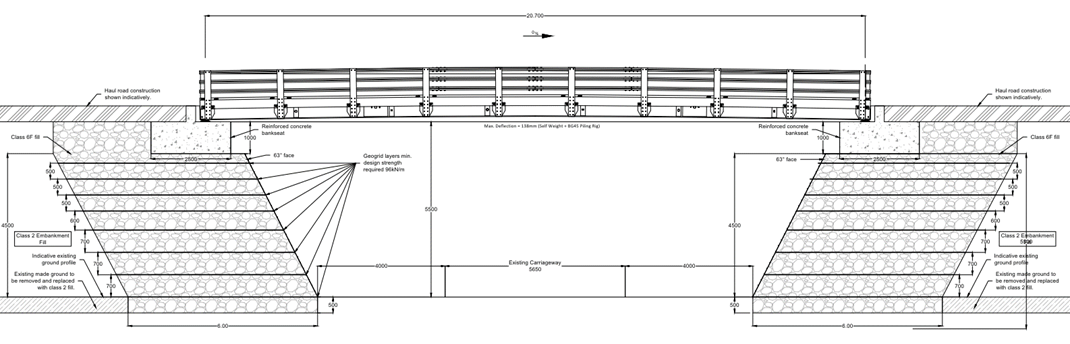 20.700
0%
Haul road construction
shown indicatively.
Haul road construction
shown indicatively.
Max. Deflection = 138mm (Self Weight + BG45 Piling Rig)
Class 6F fill
Reinforced concrete
bankseat
1000
Reinforced concrete
bankseat
1000
Class 6F fill
2500
63° face
Geogrid layers min.
design strength
required 96kN/m
63° face
2500
500
500
500
600
700
700
700
4500
5500
4500
500
500
500
600
700
700
700
Class 2 Embankment
Fill
Class 2 Embankment
Indicative existing
ground profile
Indicative existing
ground profile
Existing made ground to
be removed and replaced
with class 2 fill.
Existing made ground to
be removed and replaced
with class 2 fill.
4000
Existing Carriageway
5650
4000
500
500
6.00
6.00